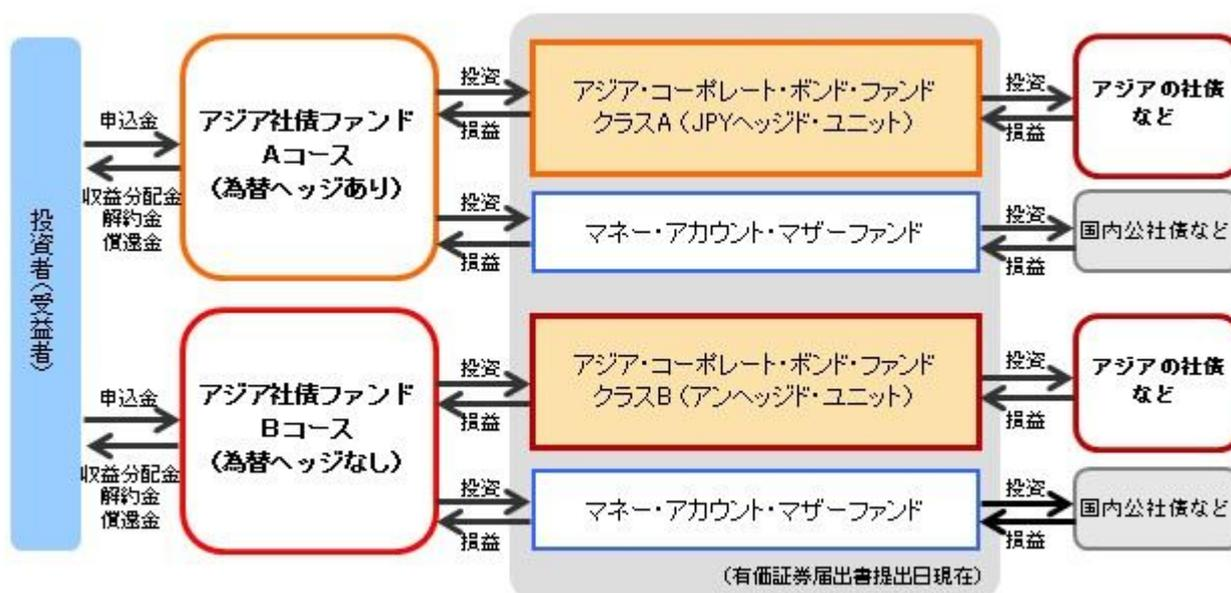 投資者(受益者)
申込金
収益分配金
解約金
償還金
アジア社債ファンド
Aコース
(為替ヘッジあり)
投資
損益
アジア・コーポレート・ボンド・ファンド
クラスA(JPYヘッジド・ユニット)
投資
損益
アジアの社債
など
投資
損益
マネー・アカウント・マザーファンド
投資
損益
国内公社債など
申込金
収益分配金
解約金
償還金
アジア社債ファンド
Bコース
(為替ヘッジなし)
投資
損益
アジア・コーポレート・ボンド・ファンド
クラスB(アンヘッジド・ユニット)
投資
損益
アジアの社債
など
投資
損益
マネー・アカウント・マザーファンド
投資
損益
国内公社債など
(有価証券届出書提出日現在)